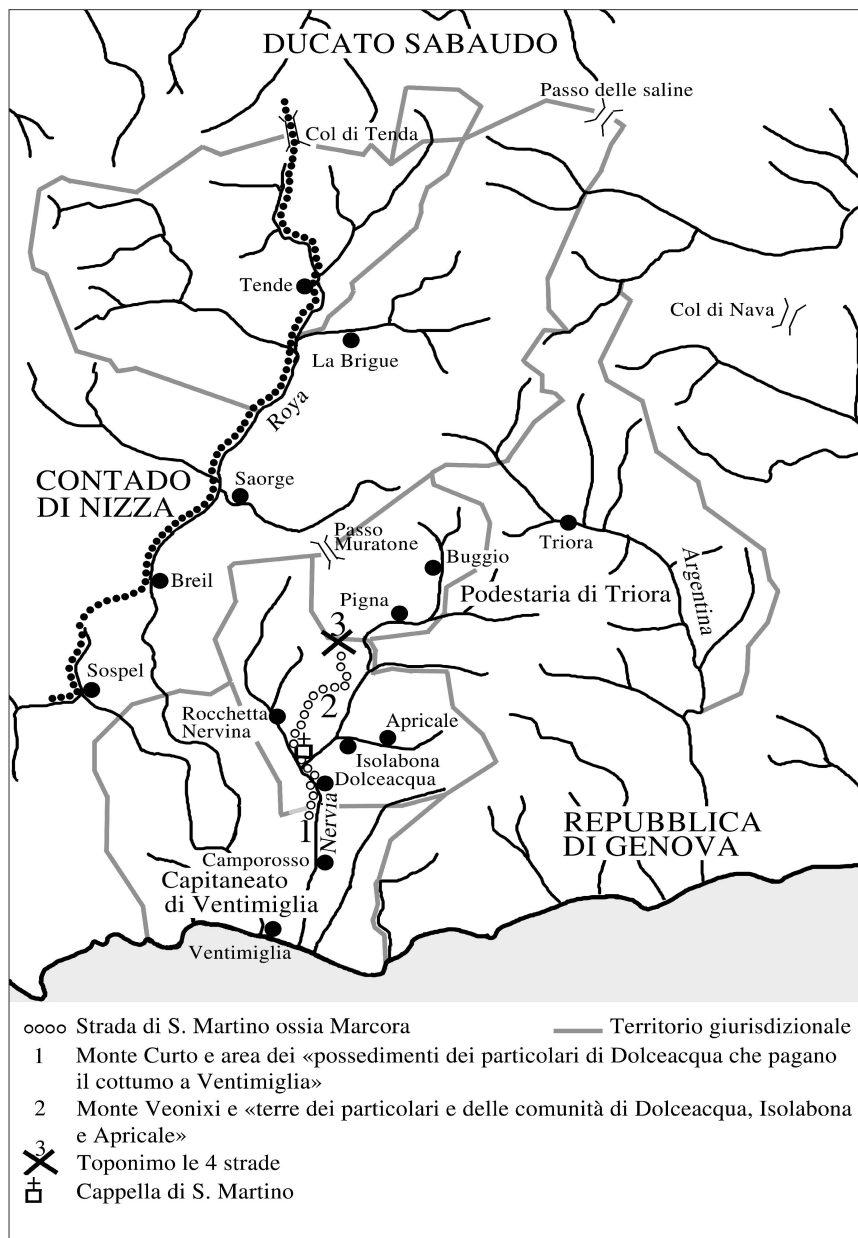 DUCATO SABAUDO
Passo delle saline
Col di Tenda
Tende
Col di Nava
La Brigue
Roya
CONTADO
DI NIZZA
Saorge
Passo
Muratone
Buggio
Triora
Argentina
Breil
Pigna
Podestaria di Triora
3
Sospel
2
Rocchetta
Nervina
Apricale
Isolabona
Dolceacqua
1
Nervia
REPUBBLICA
DI GENOVA
Camporosso
Capitaneato
di Ventimiglia
Ventimiglia
Strada di S. Martino ossia Marcora
Territorio giurisdizionale
1 Monte Curto e area dei «possedimenti dei particolari di Dolceacqua che pagano
il cottumo a Ventimiglia»
2 Monte Veonixi e «terre dei particolari e delle comunità di Dolceacqua, Isolabona
e Apricale»
3 Toponimo le 4 strade
Cappella di S. Martino